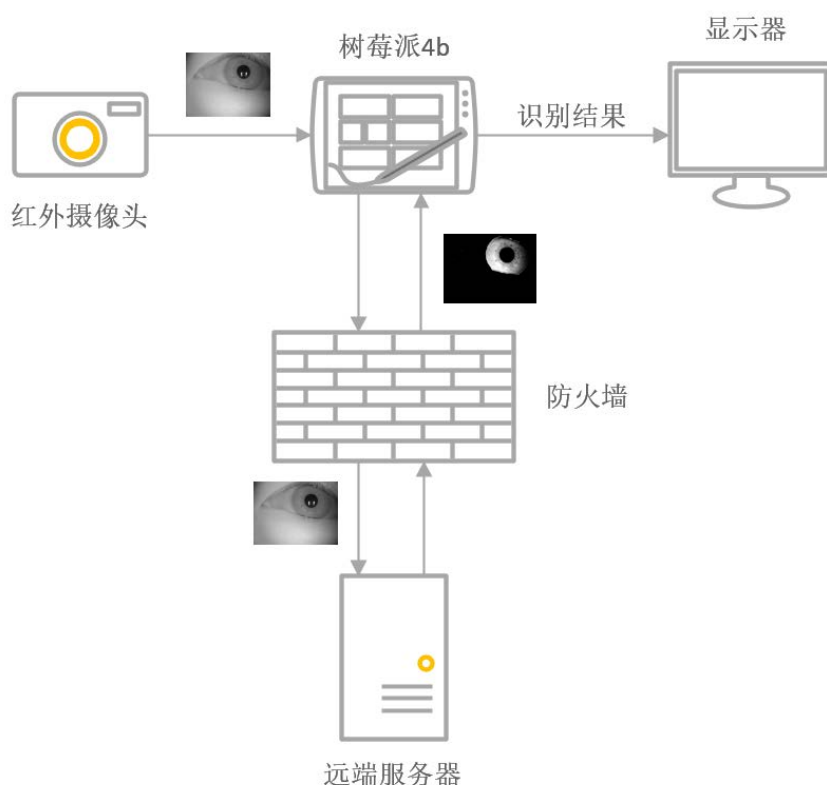 树莓派4b
显示器
识别结果
红外摄像头
防火墙
远端服务器